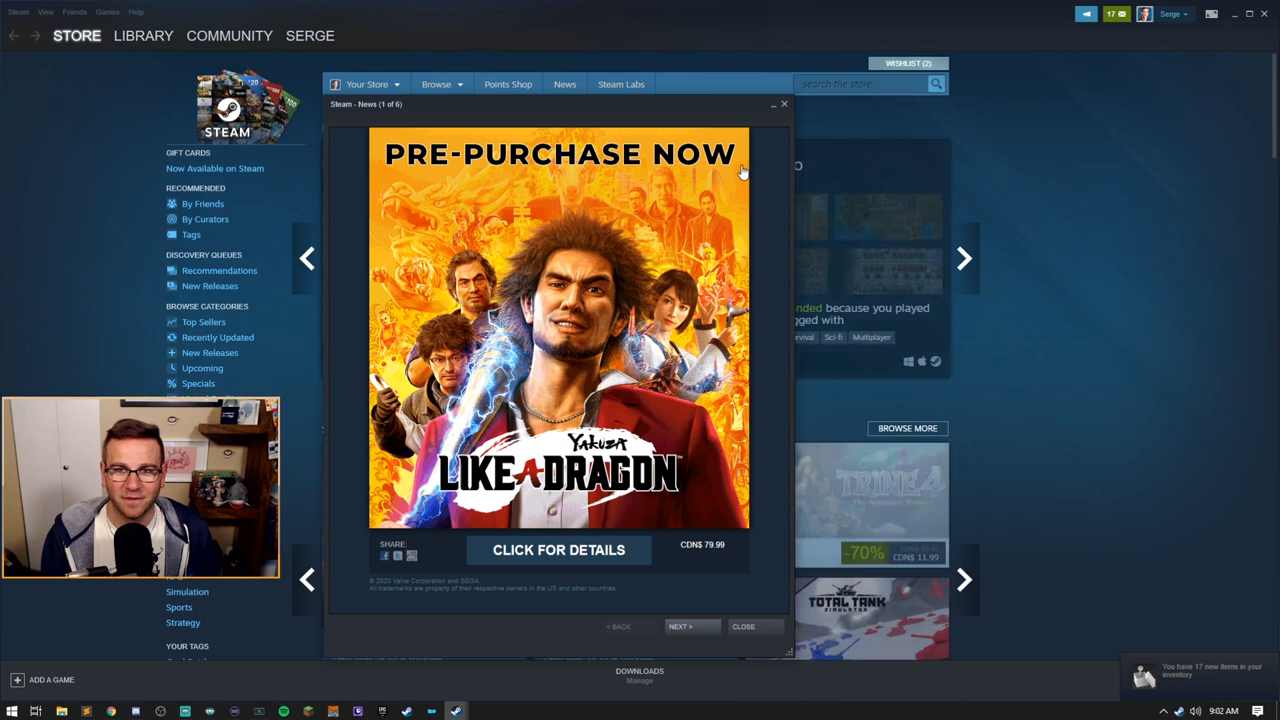 Steam View Friends Games Help
17
Serge
STORE LIBRARY COMMUNITY SERGE
WISHLIST (2)
Your Store Browse Points Shop News Steam Labs
search the store
STEAM
Steam - News (1 of 6)
GIFT CARDS
Now Available on Steam
RECOMMENDED
By Friends
By Curators
Tags
DISCOVERY QUEUES
Recommendations
New Releases
BROWSE CATEGORIES
Top Sellers
Recently Updated
New Releases
Upcoming
Specials
Simulation
Sports
Strategy
YOUR TAGS
PRE-PURCHASE NOW
YAKUZA
LIKE A DRAGON™
SHARE:
CLICK FOR DETAILS
CDN$ 79.99
© 2020 Valve Corporation and SEGA
All trademarks are property of their respective owners in the US and other countries.
< BACK NEXT > CLOSE
because you played
with
Sci-fi Multiplayer
BROWSE MORE
TRINE 4
-70%
CDN$ 11.99
TOTAL TANK
SIMULATOR
ADD A GAME
DOWNLOADS
Manage
You have 17 new items in your
inventory
9:02 AM